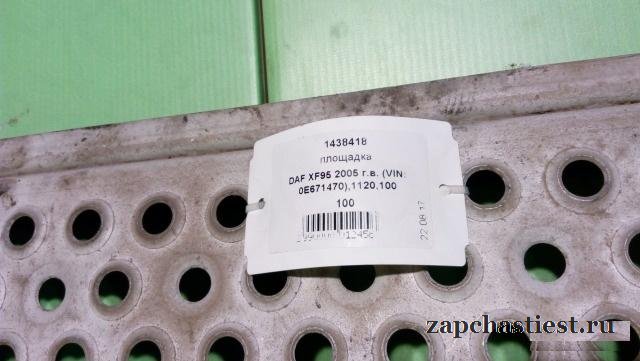 1438418
площадка
DAF XF95 2005 г.в. (VIN:
0E671470),1120,100
100
22.08.17
zapchastiest.ru